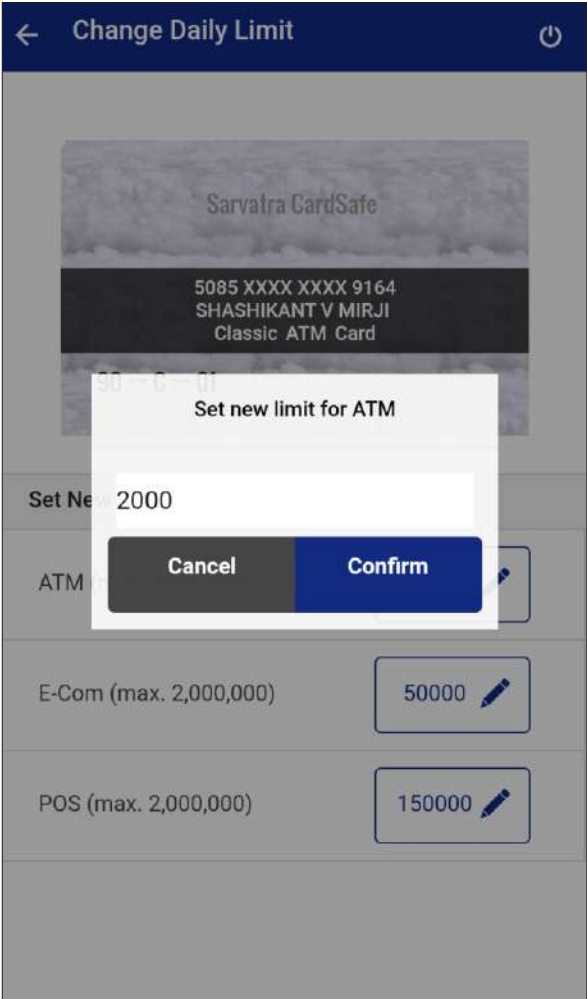 Change Daily Limit
Sarvatra CardSafe
5085 XXXX XXXX 9164
SHASHIKANT V MIRJI
Classic ATM Card
Set new limit for ATM
Set Ne
2000
Cancel Confirm
ATM
E-Com (max. 2,000,000) 50000
POS (max. 2,000,000) 150000